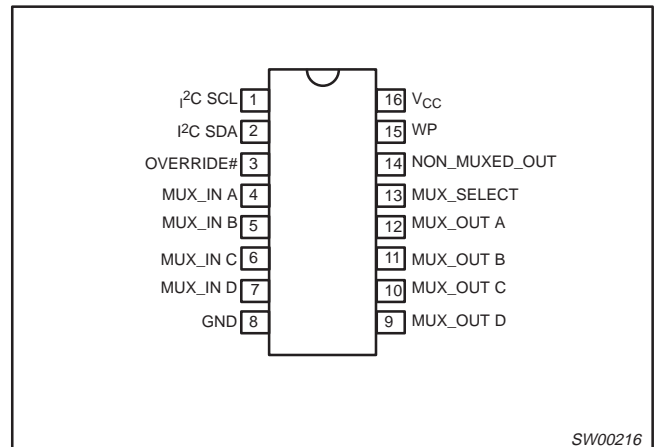 I²C SCL 1 16 VCC
I²C SDA 2 15 WP
OVERRIDE# 3 14 NON_MUXED_OUT
MUX_IN A 4 13 MUX_SELECT
MUX_IN B 5 12 MUX_OUT A
MUX_IN C 6 11 MUX_OUT B
MUX_IN D 7 10 MUX_OUT C
GND 8 9 MUX_OUT D
SW00216